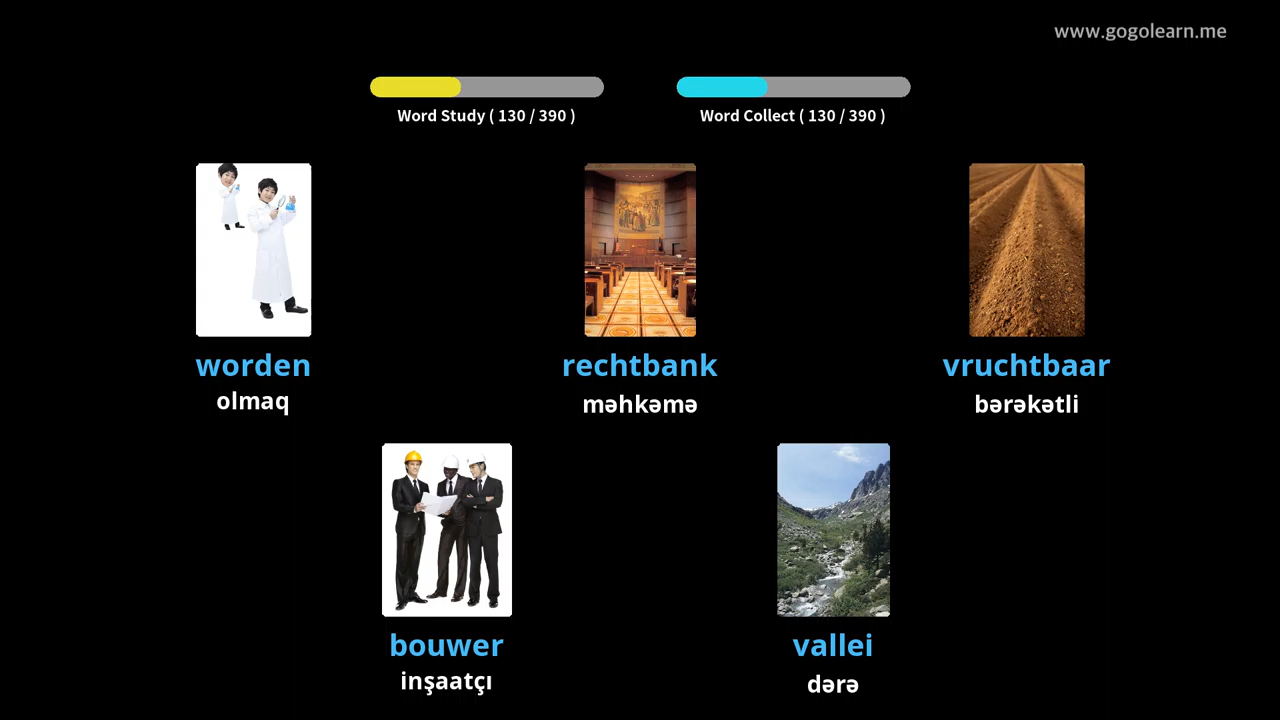 www.gogolearn.me
Word Study ( 130 / 390 )
Word Collect ( 130 / 390 )
worden
olmaq
rechtbank
məhkəmə
vruchtbaar
bərəkətli
bouwer
inşaatçı
vallei
dərə